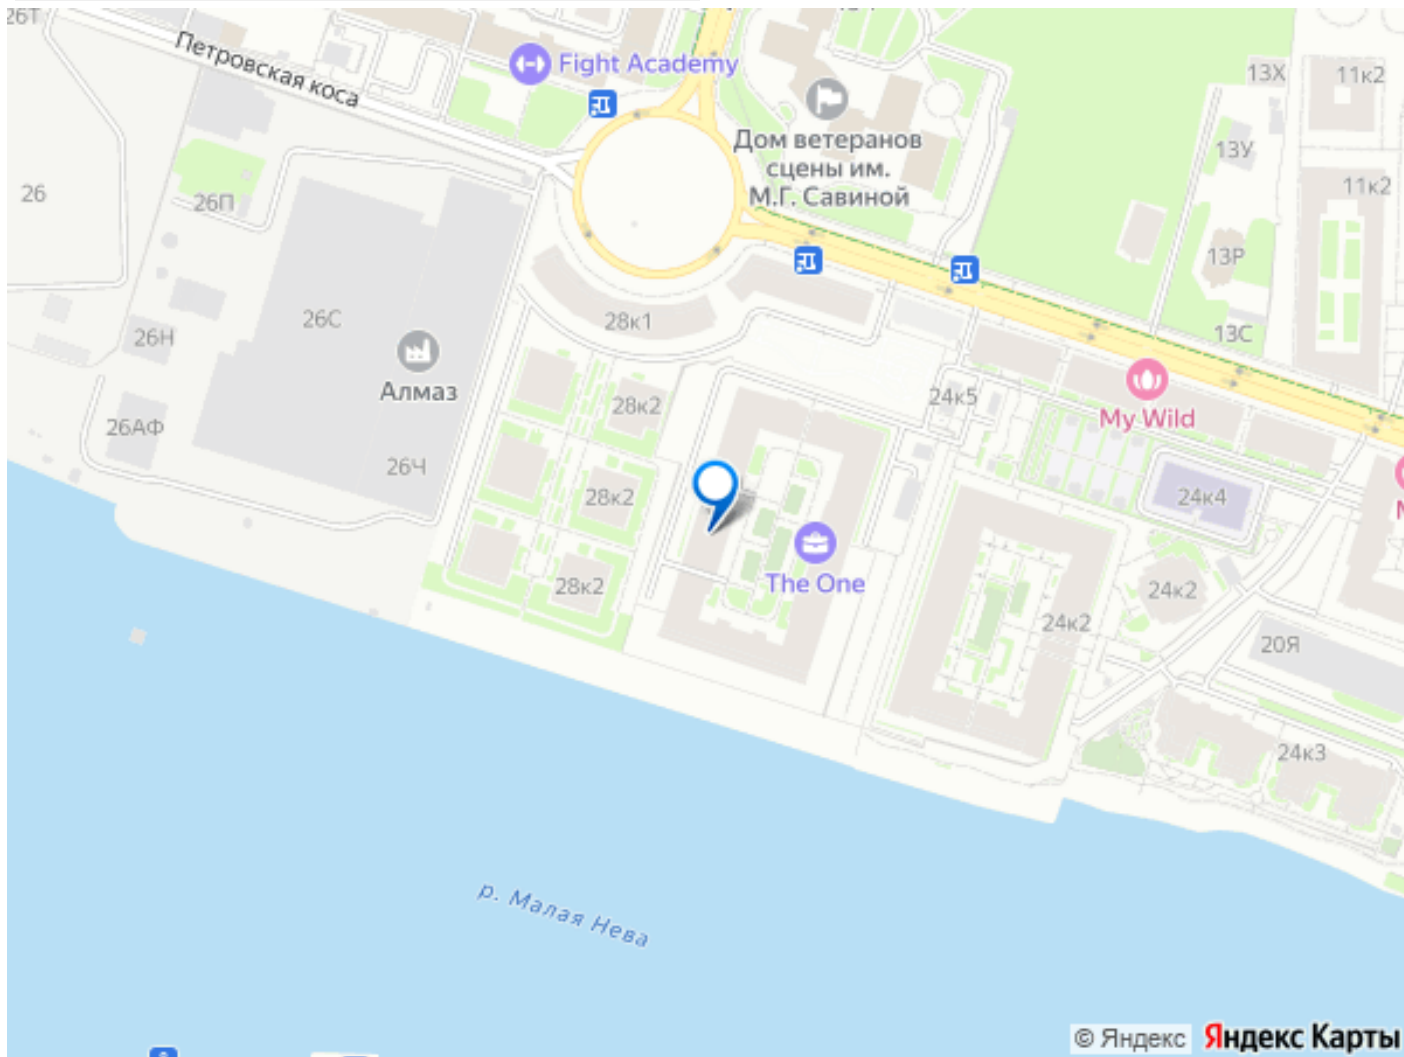 26Т
Петровская коса
Fight Academy
13Х
11к2
Дом ветеранов
сцены им.
М.Г. Савиной
13У
11к2
26
26П
13Р
26С
28к1
13С
26Н
Алмаз
My Wild
24к5
28к2
26АФ
26Ч
28к2
24к4
The One
28к2
24к2
24к2
20Я
24к3
р. Малая Нева
© Яндекс
Яндекс Карты